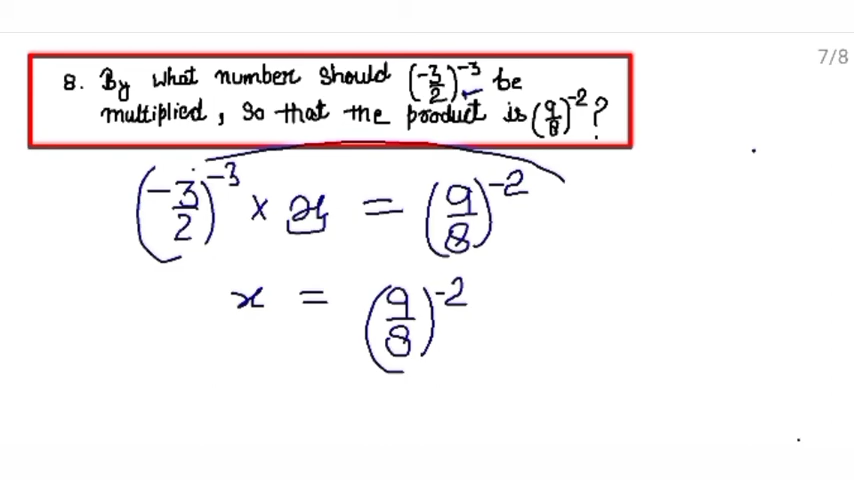 7/8
8. By what number should (-3/2)^-3 be
multiplied, so that the product is (9/8)^-2?
(-3/2)^-3 × x = (9/8)^-2
x = (9/8)^-2